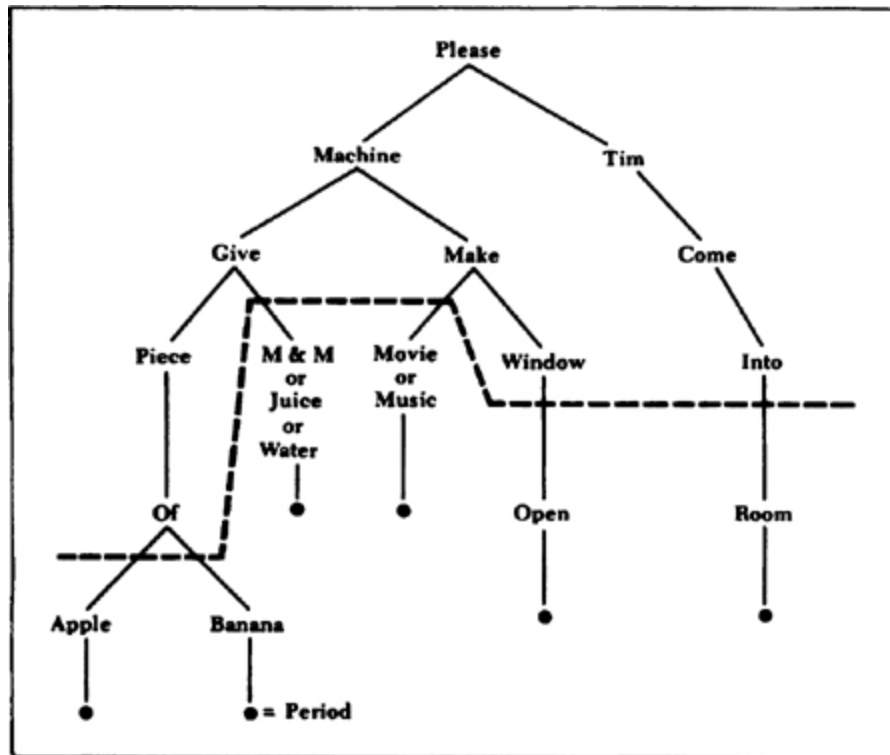 Please
Machine
Tim
Give
Make
Come
Piece
M & M
or
Juice
or
Water
Movie
or
Music
Window
Into
Of
Open
Room
Apple
Banana
● = Period